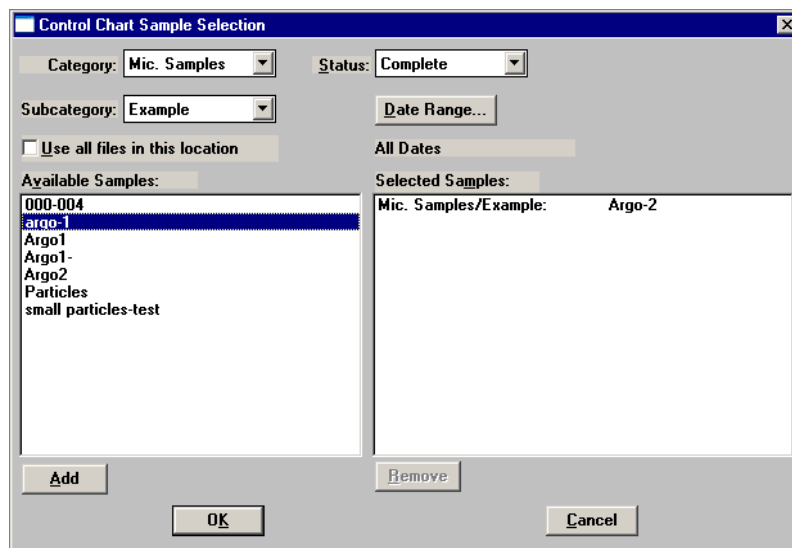 Control Chart Sample Selection
Category: Mic. Samples Status: Complete
Subcategory: Example Date Range...
Use all files in this location All Dates
Available Samples: Selected Samples:
000-004 Mic. Samples/Example: Argo-2
argo-1
Argo1
Argo1-
Argo2
Particles
small particles-test
Add Remove
OK Cancel